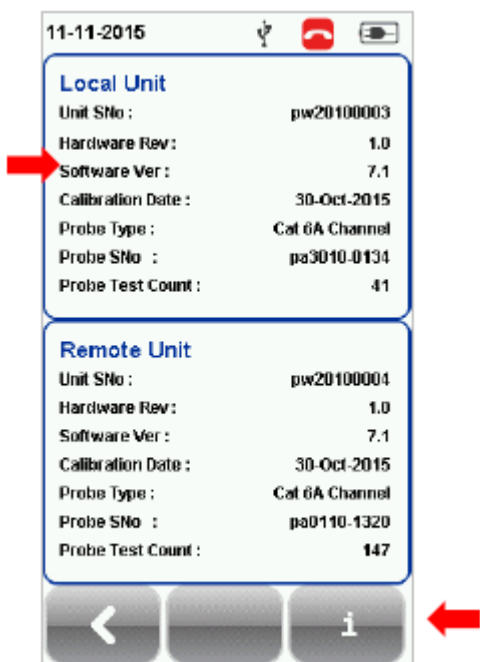 11-11-2015
Local Unit
Unit SNo : pw20100003
Hardware Rev : 1.0
Software Ver : 7.1
Calibration Date : 30-Oct-2015
Probe Type : Cat 6A Channel
Probe SNo : pa3010-0134
Probe Test Count : 41
Remote Unit
Unit SNo : pw20100004
Hardware Rev : 1.0
Software Ver : 7.1
Calibration Date : 30-Oct-2015
Probe Type : Cat 6A Channel
Probe SNo : pa0110-1320
Probe Test Count : 147
i